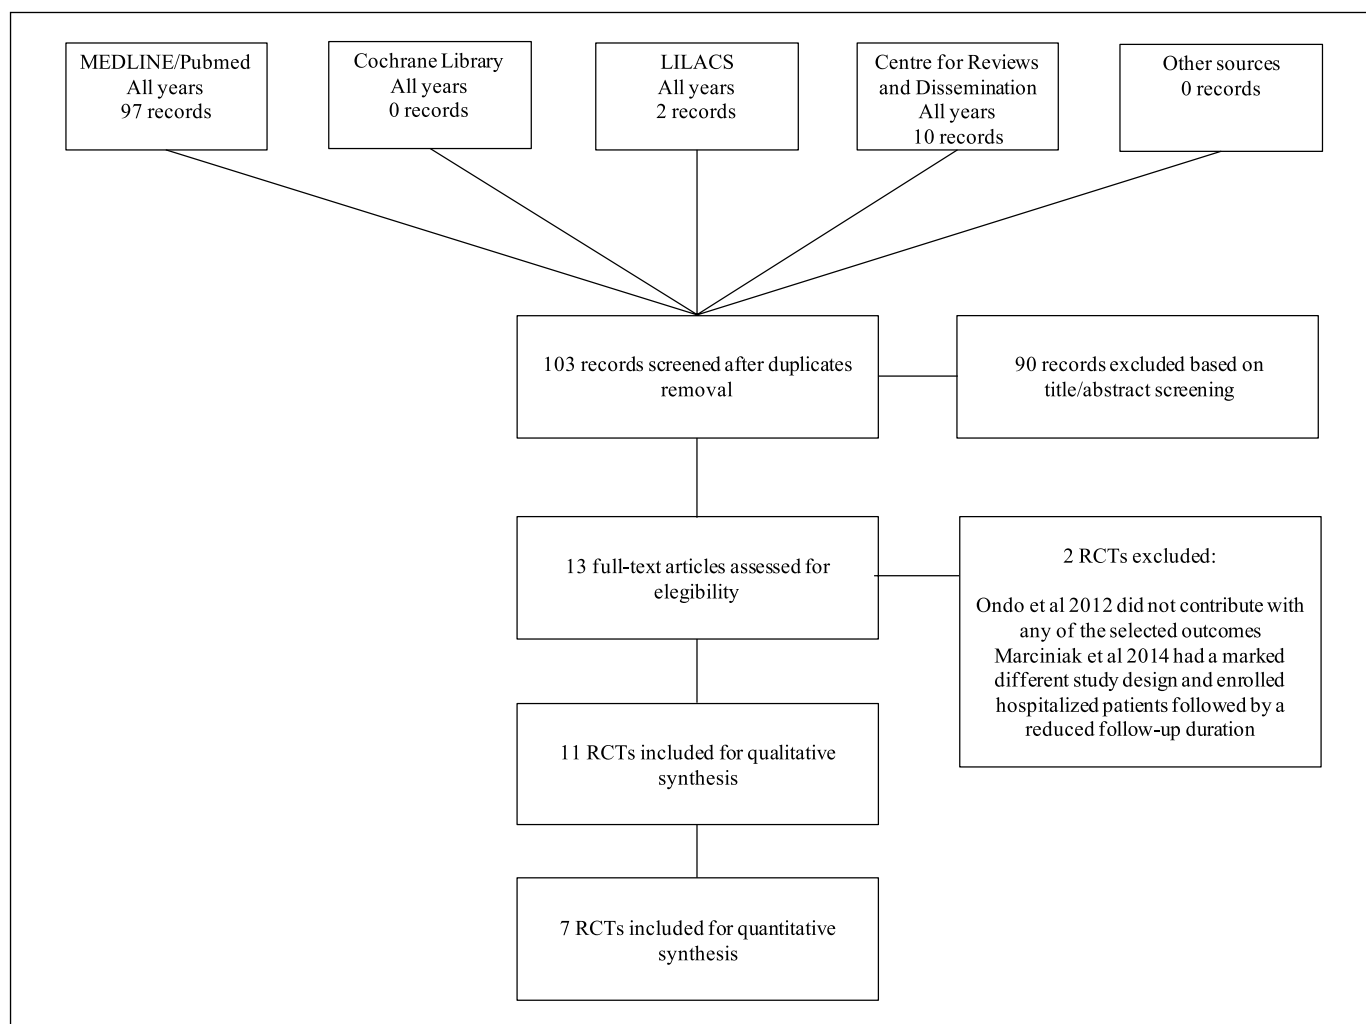 MEDLINE/Pubmed
All years
97 records
Cochrane Library
All years
0 records
LILACS
All years
2 records
Centre for Reviews
and Dissemination
All years
10 records
Other sources
0 records
103 records screened after duplicates
removal
90 records excluded based on
title/abstract screening
13 full-text articles assessed for
elegibility
2 RCTs excluded:
Ondo et al 2012 did not contribute with
any of the selected outcomes
Marciniak et al 2014 had a marked
different study design and enrolled
hospitalized patients followed by a
reduced follow-up duration
11 RCTs included for qualitative
synthesis
7 RCTs included for quantitative
synthesis